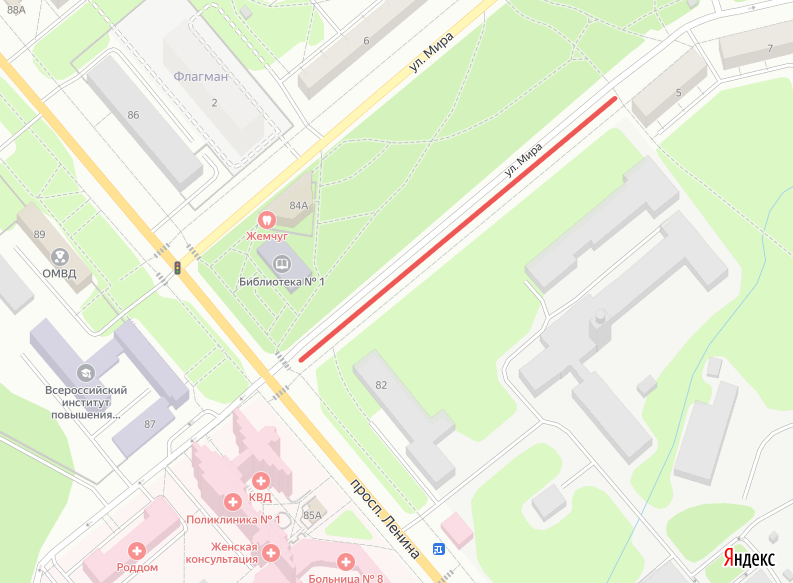 88А
6
ул. Мира
Флагман
2
86
7
5
ул. Мира
84А
Жемчуг
89
ОМВД
Библиотека № 1
82
Всероссийский
институт
повышения...
87
КВД
Поликлиника № 1
85А
просп. Ленина
Женская
консультация
Роддом
Больница № 8
Яндекс